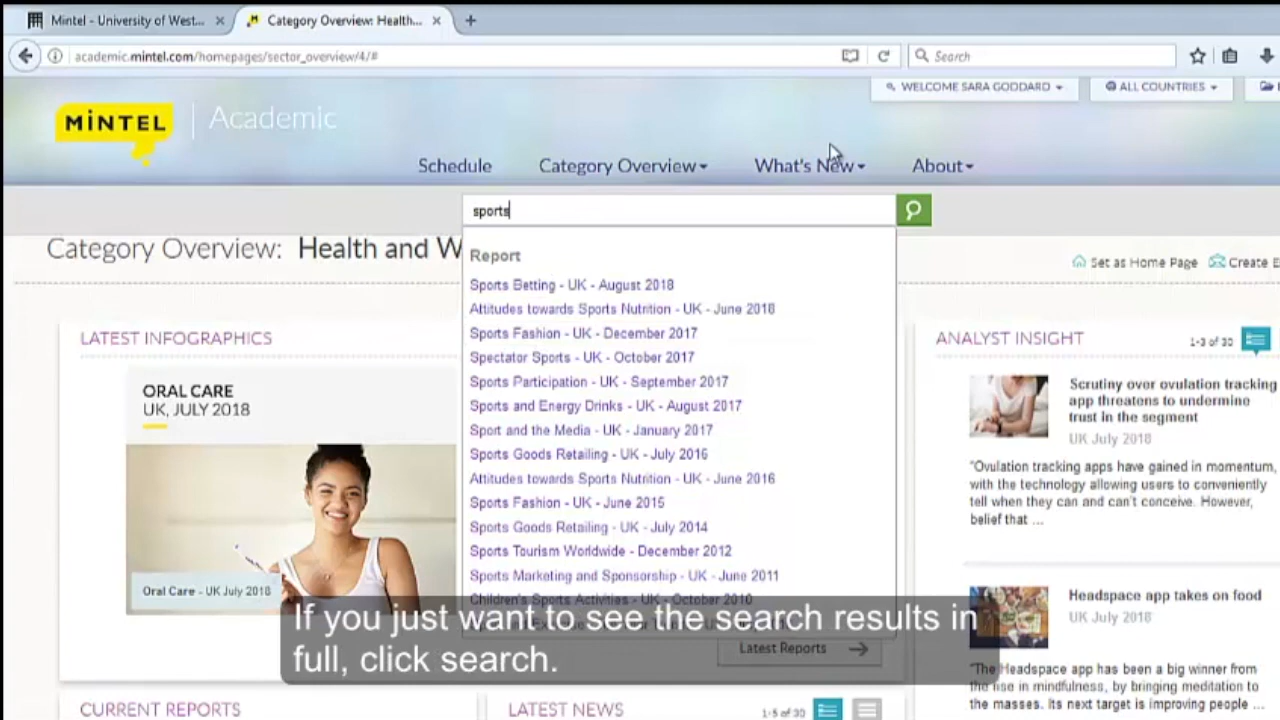 Mintel - University of West...
Category Overview: Health...
academic.mintel.com/homepages/sector_overview/4/#
Search
WELCOME SARA GODDARD
ALL COUNTRIES
MiNTEL
Academic
Schedule
Category Overview
What's New
About
sports
Category Overview: Health and W
Set as Home Page
Create E
Report
Sports Betting - UK - August 2018
Attitudes towards Sports Nutrition - UK - June 2018
Sports Fashion - UK - December 2017
Spectator Sports - UK - October 2017
Sports Participation - UK - September 2017
Sports and Energy Drinks - UK - August 2017
Sport and the Media - UK - January 2017
Sports Goods Retailing - UK - July 2016
Attitudes towards Sports Nutrition - UK - June 2016
Sports Fashion - UK - June 2015
Sports Goods Retailing - UK - July 2014
Sports Tourism Worldwide - December 2012
Sports Marketing and Sponsorship - UK - June 2011
Children's Sports Activities - UK - October 2010
LATEST INFOGRAPHICS
ORAL CARE
UK, JULY 2018
Oral Care - UK July 2018
Latest Reports
ANALYST INSIGHT
1-3 of 30
Scrutiny over ovulation tracking
app threatens to undermine
trust in the segment
UK July 2018
"Ovulation tracking apps have gained in momentum,
with the technology allowing users to conveniently
tell when they can and can't conceive. However,
belief that ...
Headspace app takes on food
UK July 2018
"The Headspace app has been a big winner from
the rise in mindfulness, by bringing meditation to
the masses. Its next target is improving people ...
If you just want to see the search results in
full, click search.
CURRENT REPORTS
LATEST NEWS
1-5 of 30